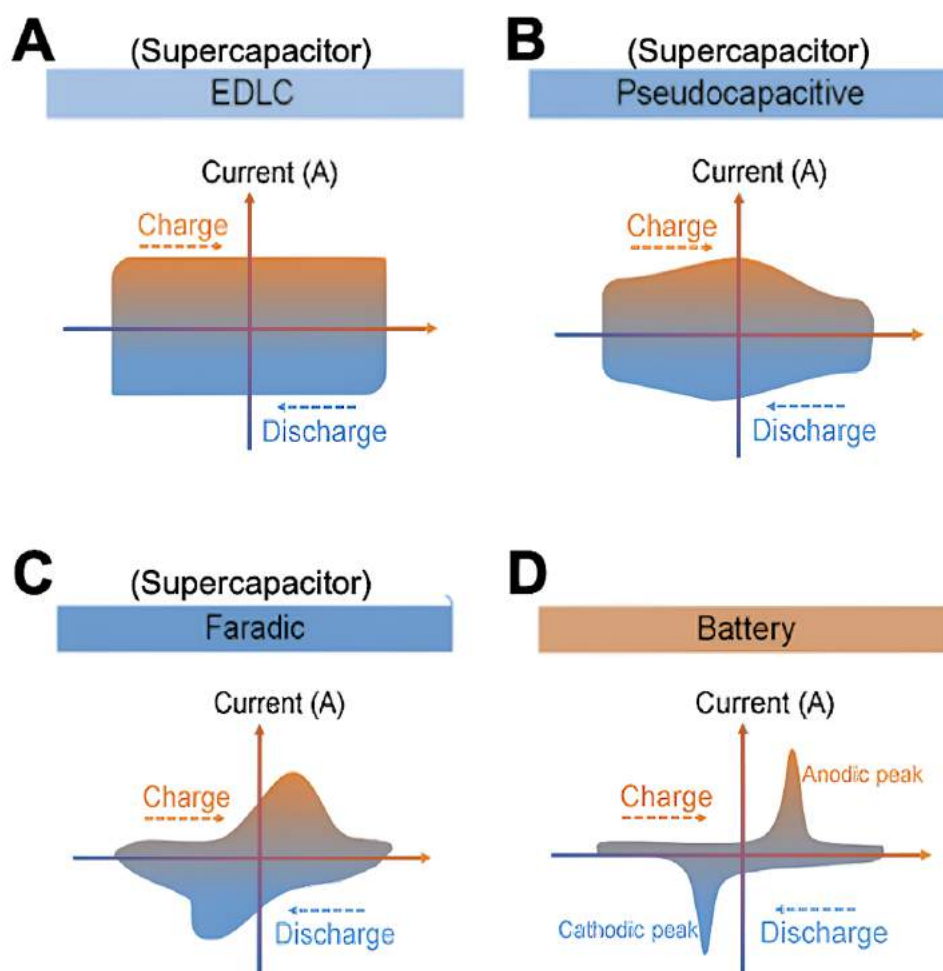 A
(Supercapacitor)
EDLC
Current (A)
Charge
Discharge
B
(Supercapacitor)
Pseudocapacitive
Current (A)
Charge
Discharge
C
(Supercapacitor)
Faradic
Current (A)
Charge
Discharge
D
Battery
Current (A)
Anodic peak
Charge
Cathodic peak
Discharge